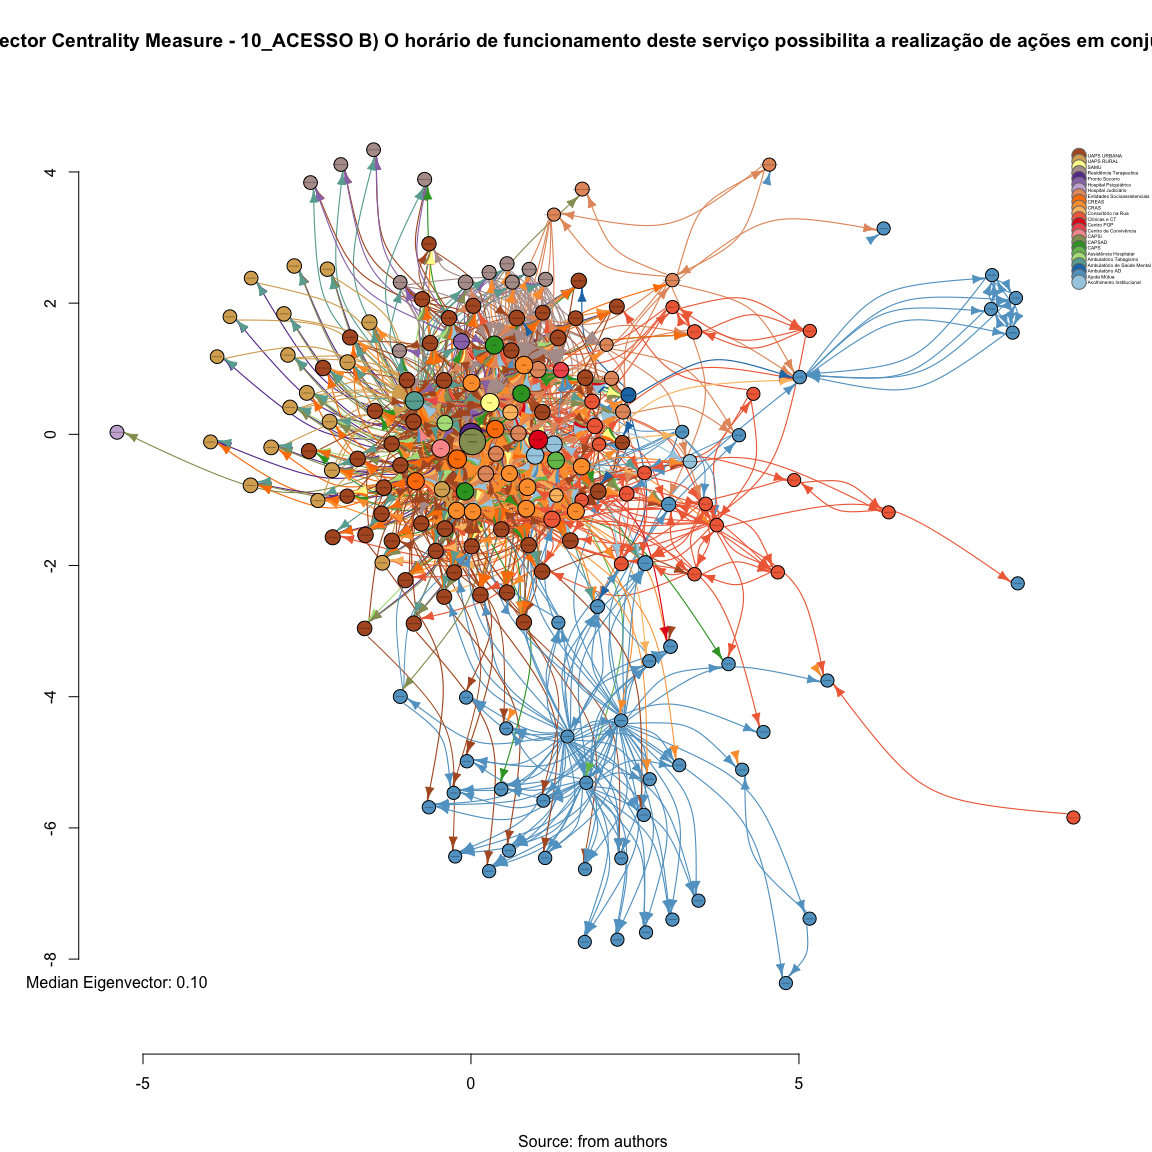 ector Centrality Measure - 10_ACESSO B) O horário de funcionamento deste serviço possibilita a realização de ações em conju
4
2
0
-2
-4
-6
-8
UAPS URBANA
UAPS RURAL
SAMU
Residência Terapeutica
Pronto Socorro
Hospital Psiquiátrico
Hospital Judiciário
Entidades Socioassistenciais
CREAS
CRAS
Consultório na Rua
Clínicas e CT
Centro POP
Centro de Convivência
CAPSi
CAPSAD
CAPS
Assistência Hospitalar
Ambulatório Tabagismo
Ambulatório de Saúde Mental
Ambulatório AD
Ajuda Mútua
Acolhimento Institucional
Median Eigenvector: 0.10
-5
0
5
Source: from authors